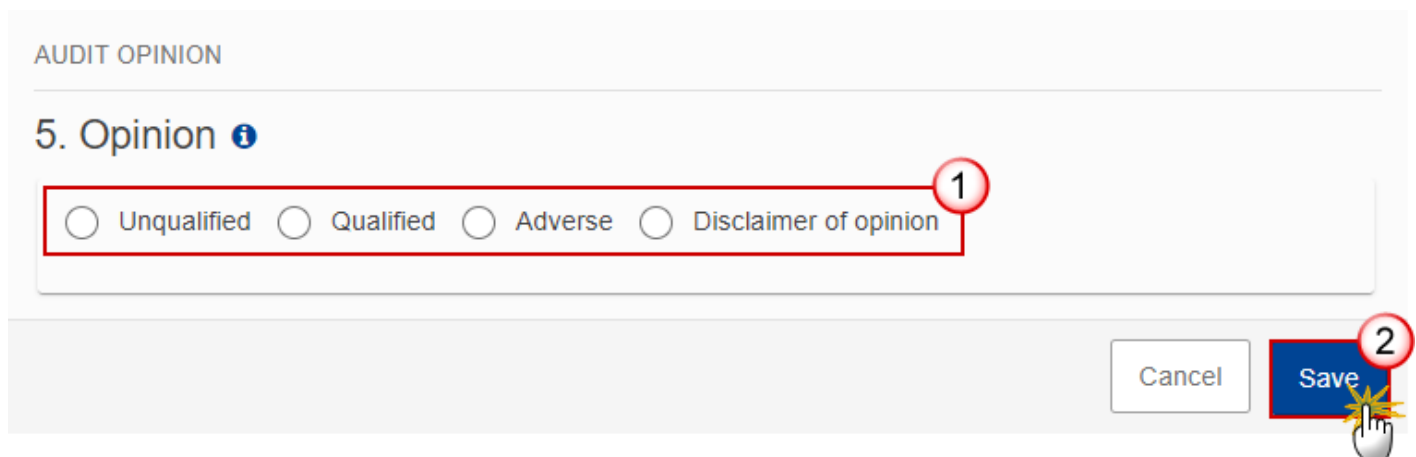 AUDIT OPINION
5. Opinion i
1
Unqualified Qualified Adverse Disclaimer of opinion
2
Cancel Save